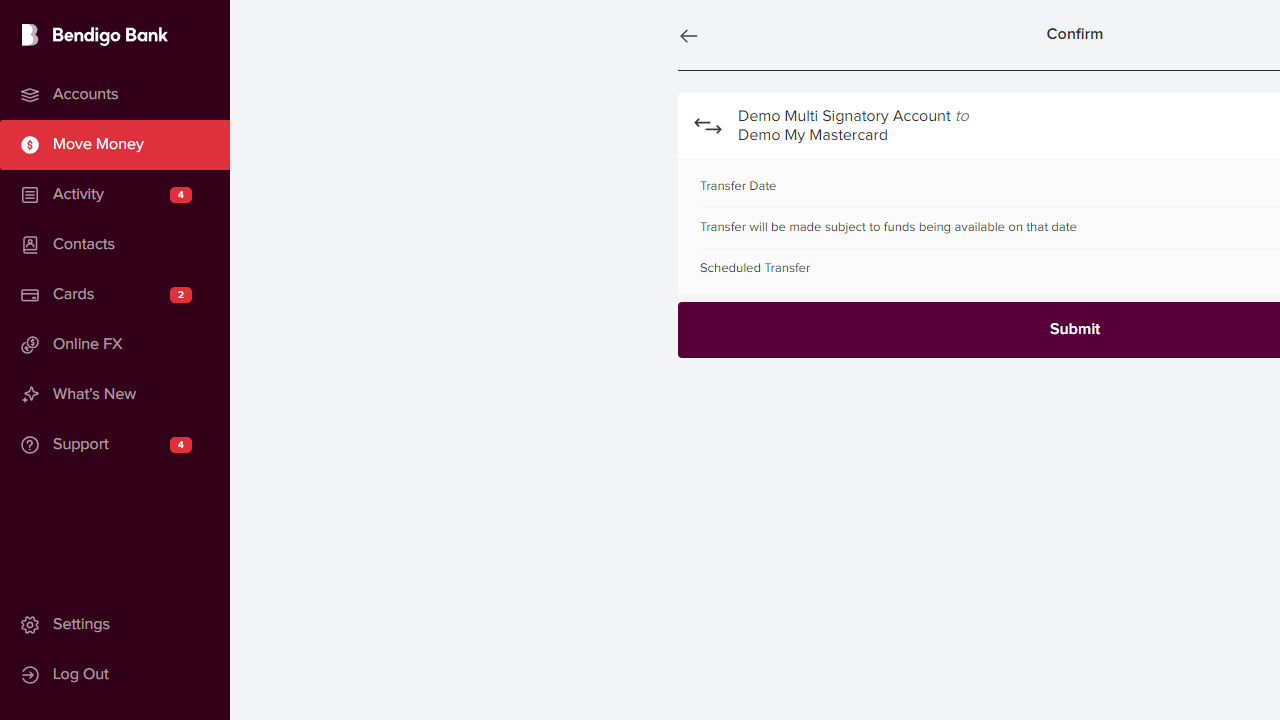 Bendigo Bank
Accounts
Move Money
Activity 4
Contacts
Cards 2
Online FX
What's New
Support 4
Settings
Log Out
Confirm
Demo Multi Signatory Account to
Demo My Mastercard
Transfer Date
Transfer will be made subject to funds being available on that date
Scheduled Transfer
Submit